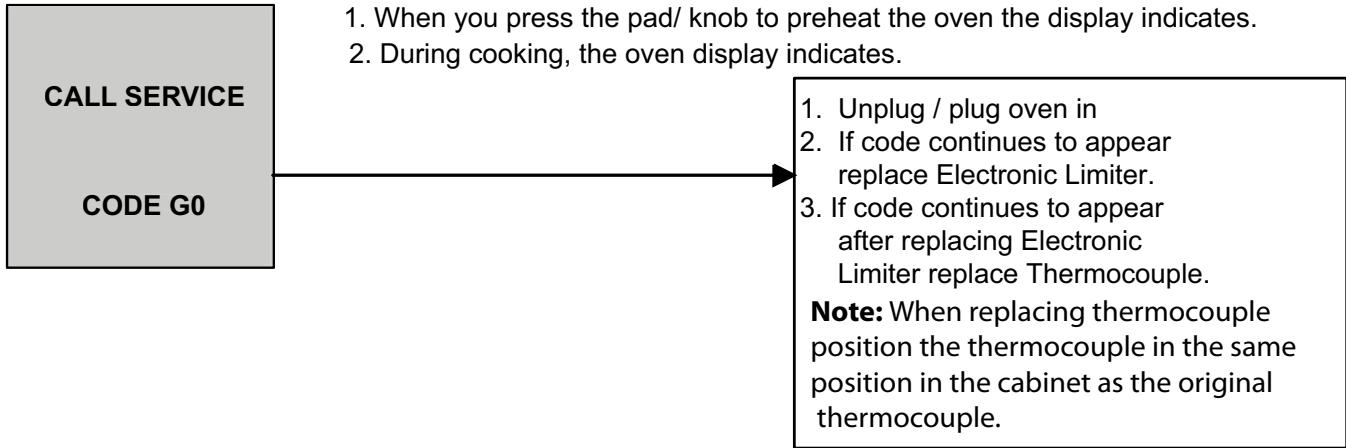 1. When you press the pad/ knob to preheat the oven the display indicates.
2. During cooking, the oven display indicates.
CALL SERVICE
CODE G0
1. Unplug / plug oven in
2. If code continues to appear
replace Electronic Limiter.
3. If code continues to appear
after replacing Electronic
Limiter replace Thermocouple.
Note: When replacing thermocouple
position the thermocouple in the same
position in the cabinet as the original
thermocouple.